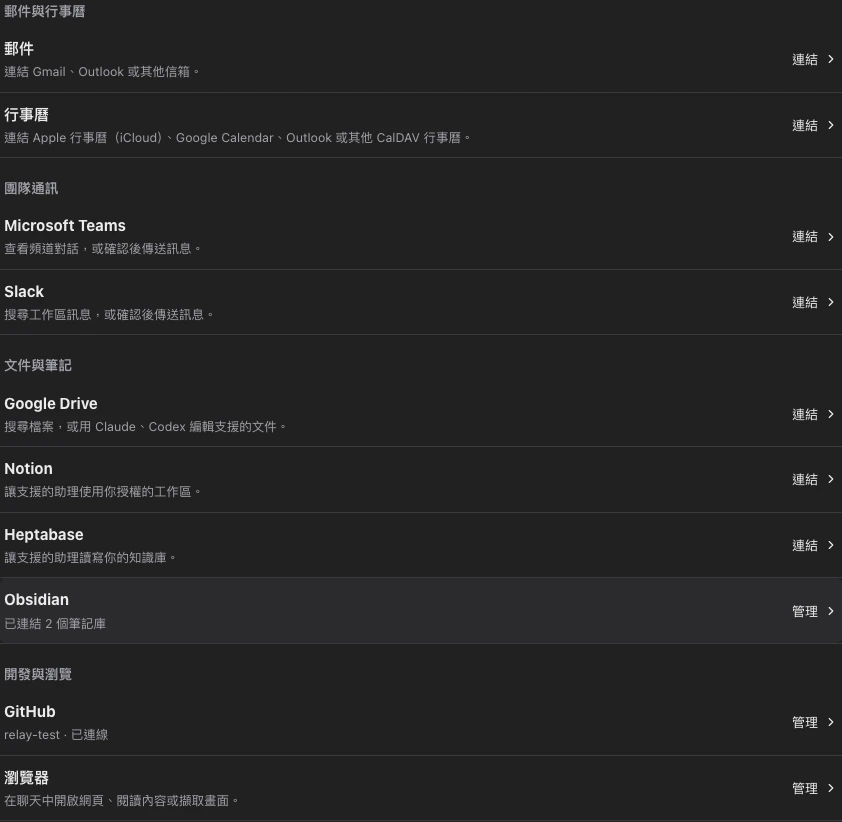 郵件與行事曆
郵件
連結 Gmail、Outlook 或其他信箱。
連結
行事曆
連結 Apple 行事曆（iCloud）、Google Calendar、Outlook 或其他 CalDAV 行事曆。
連結
團隊通訊
Microsoft Teams
查看頻道對話，或確認後傳送訊息。
連結
Slack
搜尋工作區訊息，或確認後傳送訊息。
連結
文件與筆記
Google Drive
搜尋檔案，或用 Claude、Codex 編輯支援的文件。
連結
Notion
讓支援的助理使用你授權的工作區。
連結
Heptabase
讓支援的助理讀寫你的知識庫。
連結
Obsidian
已連結 2 個筆記庫
管理
開發與瀏覽
GitHub
relay-test · 已連線
管理
瀏覽器
在聊天中開啟網頁、閱讀內容或擷取畫面。
管理